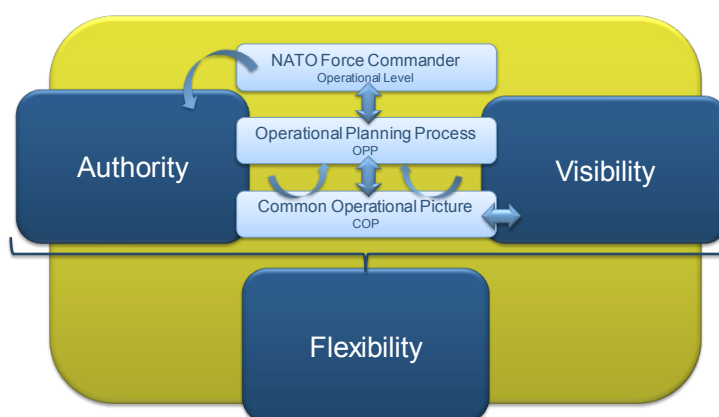 NATO Force Commander
Operational Level
Operational Planning Process
OPP
Authority
Visibility
Common Operational Picture
COP
Flexibility